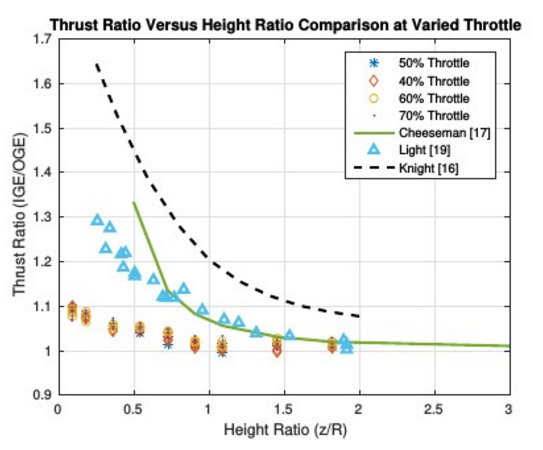 Thrust Ratio Versus Height Ratio Comparison at Varied Throttle
1.7
1.6
1.5
1.4
1.3
1.2
1.1
1
0.9
Thrust Ratio (IGE/OGE)
50% Throttle
40% Throttle
60% Throttle
70% Throttle
Cheeseman [17]
Light [19]
Knight [16]
0 0.5 1 1.5 2 2.5 3
Height Ratio (z/R)